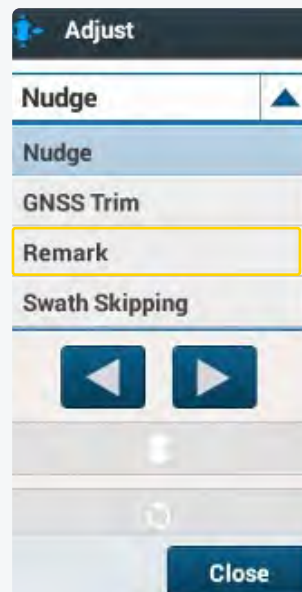 Adjust
Nudge
Nudge
GNSS Trim
Remark
Swath Skipping
Close